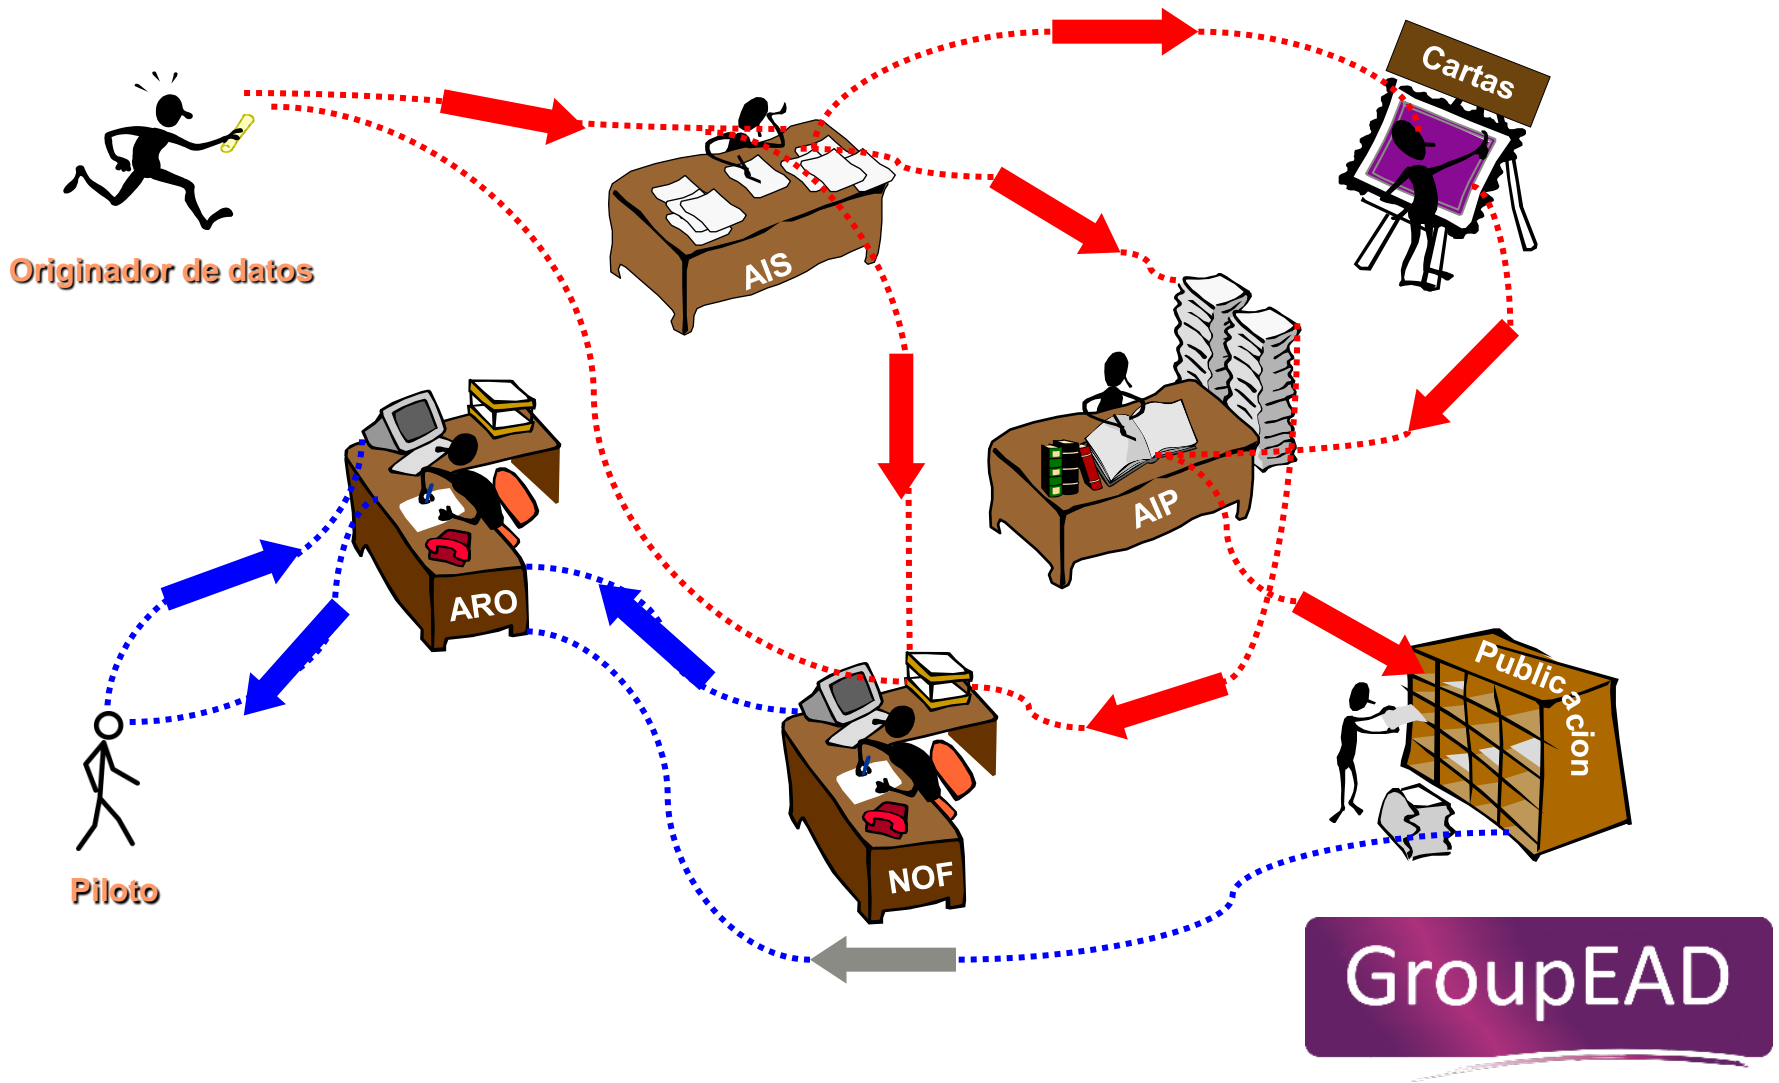 Cartas
Originador de datos
AIS
AIP
ARO
Publicacion
NOF
Piloto
GroupEAD